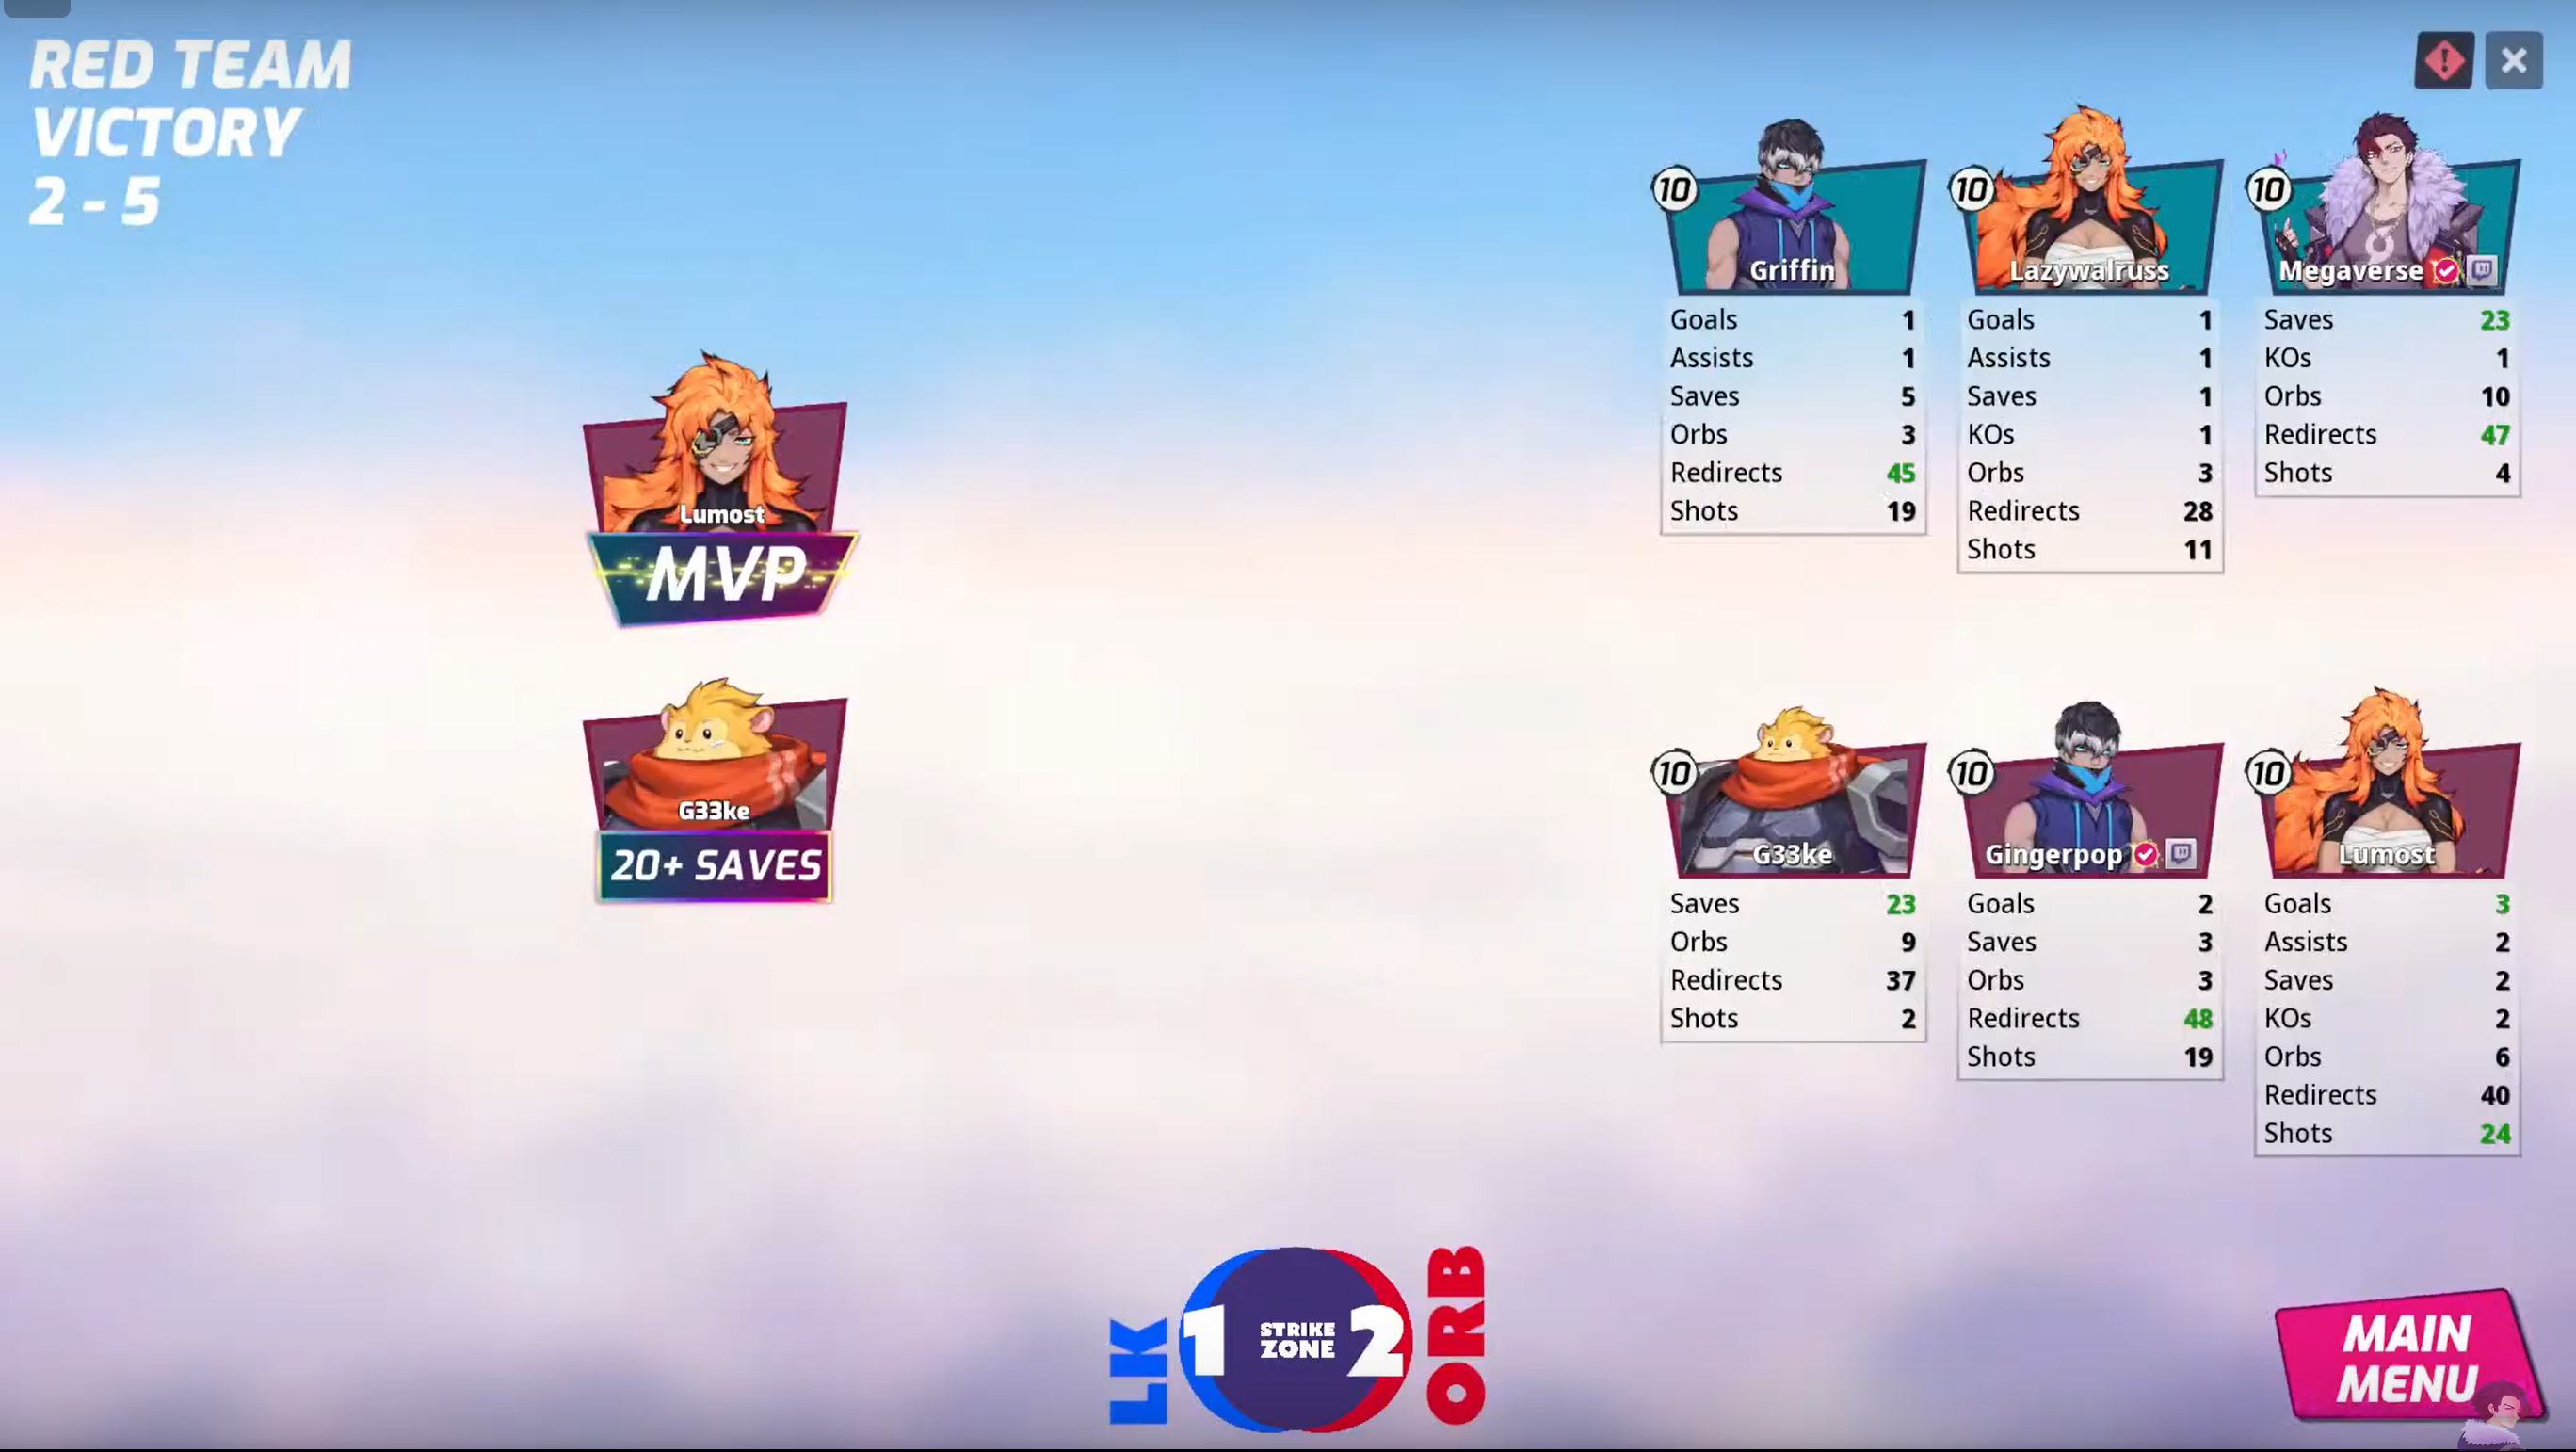 RED TEAM
VICTORY
2 - 5
Lumost
MVP
G33ke
20+ SAVES
10
Griffin
Goals 1
Assists 1
Saves 5
Orbs 3
Redirects 45
Shots 19
10
Lazywalruss
Goals 1
Assists 1
Saves 1
KOs 1
Orbs 3
Redirects 28
Shots 11
10
Megaverse
Saves 23
KOs 1
Orbs 10
Redirects 47
Shots 4
10
G33ke
Saves 23
Orbs 9
Redirects 37
Shots 2
10
Gingerpop
Goals 2
Saves 3
Orbs 3
Redirects 48
Shots 19
10
Lumost
Goals 3
Assists 2
Saves 2
KOs 2
Orbs 6
Redirects 40
Shots 24
LK
1
STRIKE
ZONE
2
ORB
MAIN
MENU